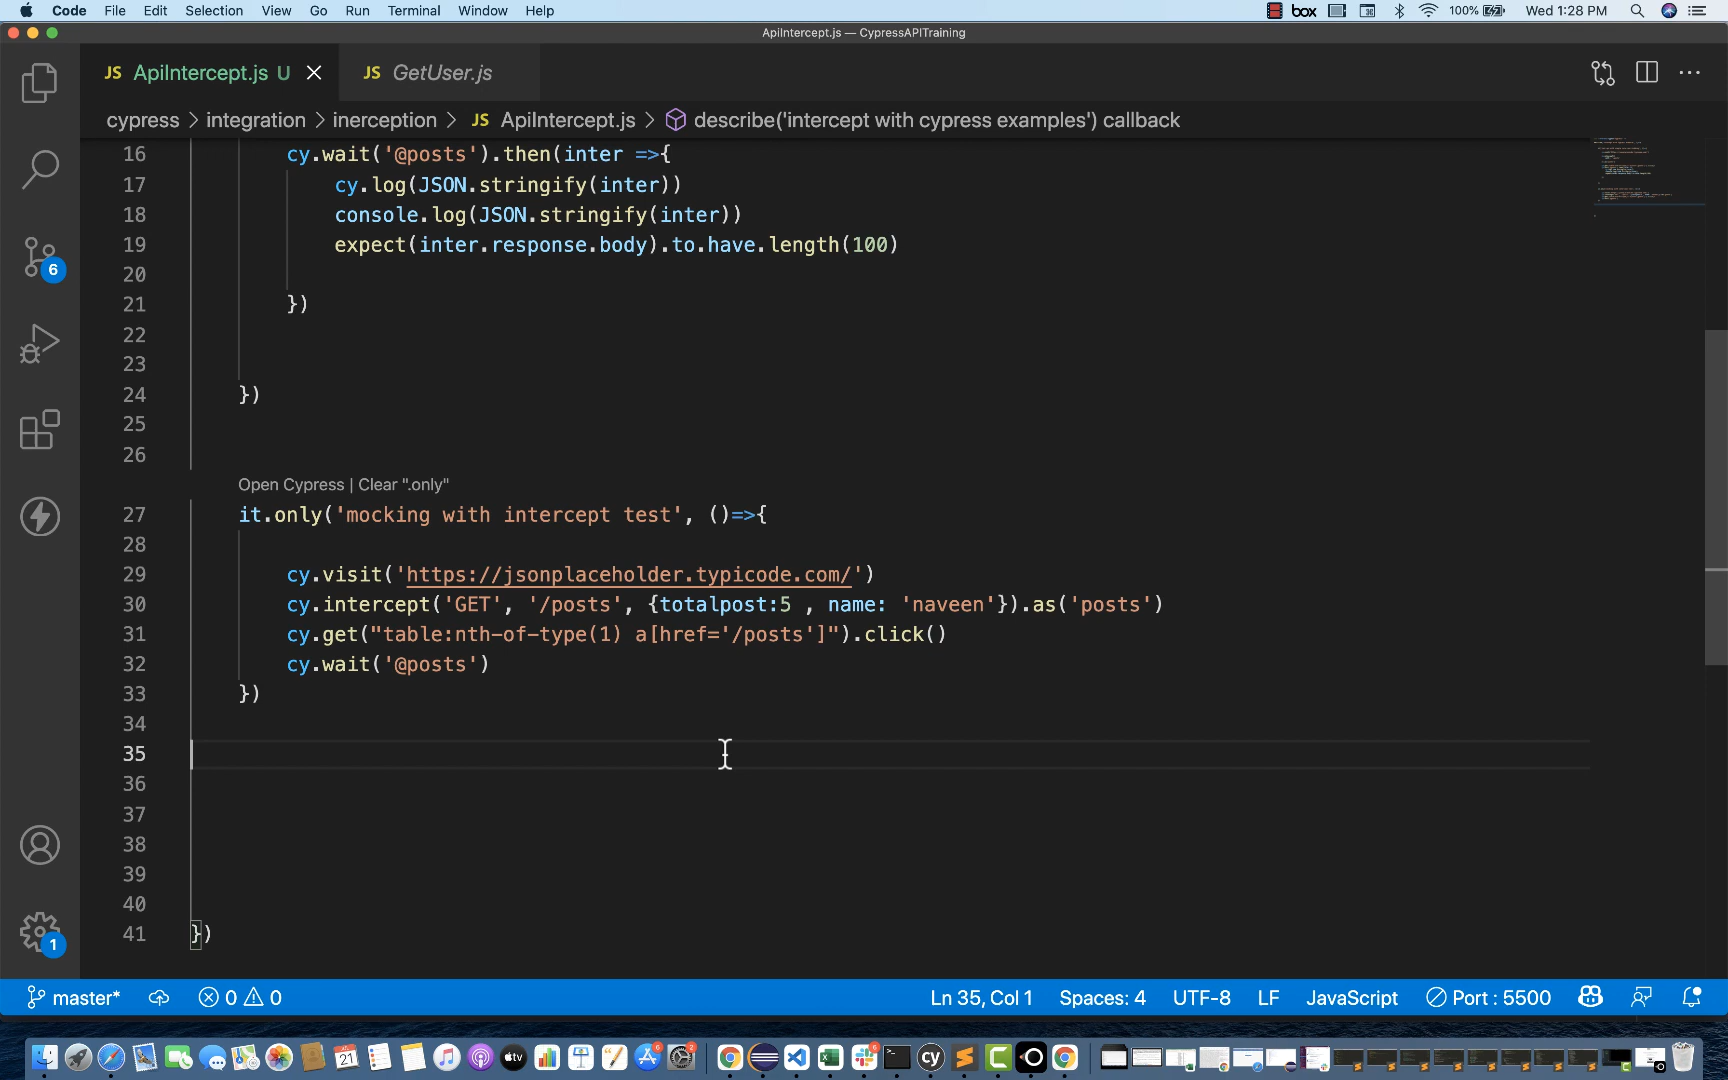 Code File Edit Selection View Go Run Terminal Window Help box 100% Wed 1:28 PM
ApiIntercept.js — CypressAPITraining
JS ApiIntercept.js U JS GetUser.js
cypress > integration > inerception > JS ApiIntercept.js > describe('intercept with cypress examples') callback
16 cy.wait('@posts').then(inter =>{
17 cy.log(JSON.stringify(inter))
18 console.log(JSON.stringify(inter))
19 expect(inter.response.body).to.have.length(100)
20
21 })
22
23
24 })
25
26
Open Cypress | Clear ".only"
27 it.only('mocking with intercept test', ()=>{
28
29 cy.visit('https://jsonplaceholder.typicode.com/')
30 cy.intercept('GET', '/posts', {totalpost:5 , name: 'naveen'}).as('posts')
31 cy.get("table:nth-of-type(1) a[href='/posts']").click()
32 cy.wait('@posts')
33 })
34
35
36
37
38
39
40
41 })
6
1
master* 0 0 Ln 35, Col 1 Spaces: 4 UTF-8 LF JavaScript Port : 5500
21 tv cy